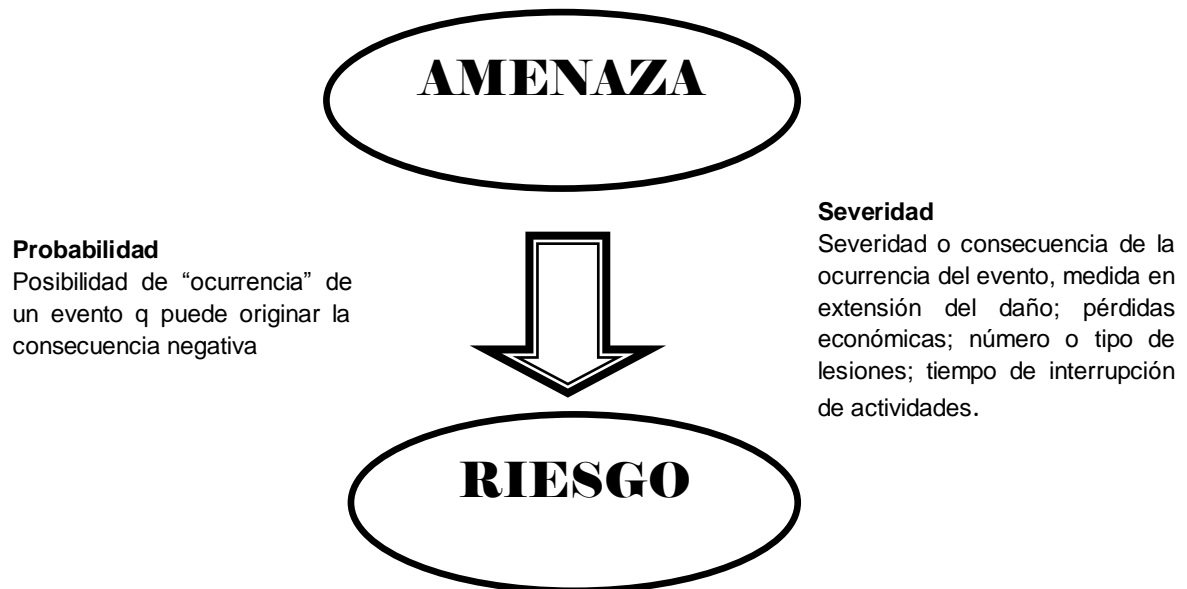 AMENAZA
Probabilidad
Posibilidad de “ocurrencia” de
un evento q puede originar la
consecuencia negativa
Severidad
Severidad o consecuencia de la
ocurrencia del evento, medida en
extensión del daño; pérdidas
económicas; número o tipo de
lesiones; tiempo de interrupción
de actividades.
RIESGO